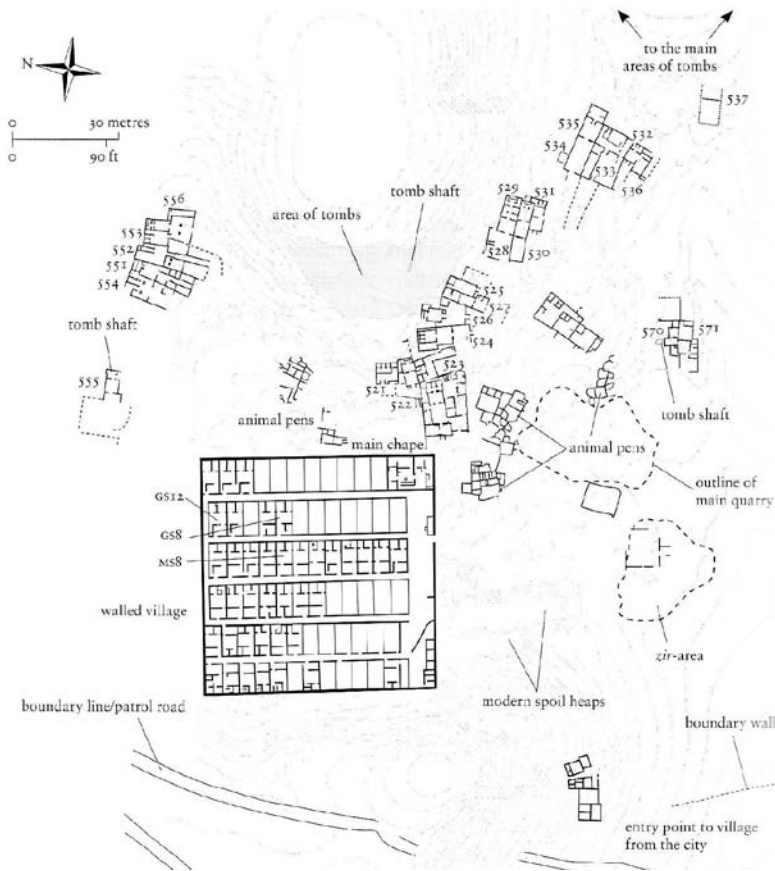 to the main
areas of tombs
N
0 30 metres
0 90 ft
537
535
534
532
533
536
529
531
528
530
556
553
552
551
554
tomb shaft
area of tombs
525
527
526
524
523
521
522
tomb shaft
555
570
571
tomb shaft
animal pens
main chapel
animal pens
outline of
main quarry
GS12
GS8
MS8
walled village
zir-area
modern spoil heaps
boundary line/patrol road
boundary wall
entry point to village
from the city